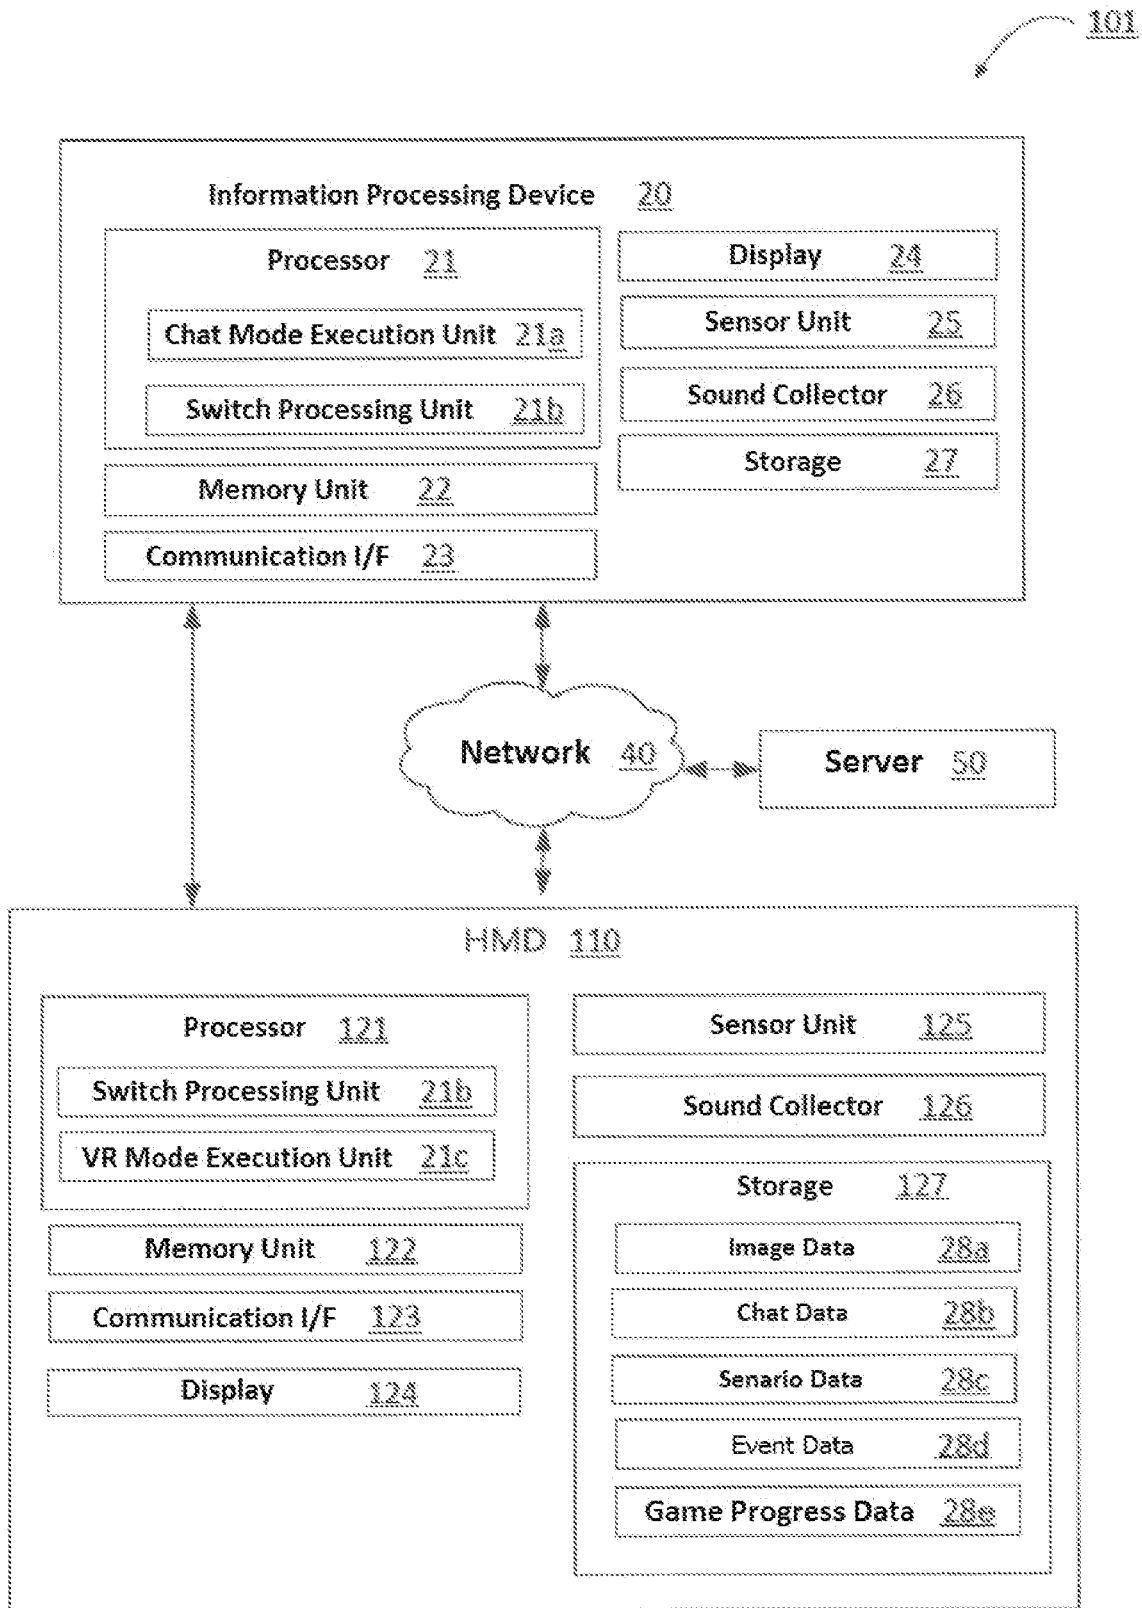 101
Information Processing Device 20
Processor 21
Chat Mode Execution Unit 21a
Switch Processing Unit 21b
Memory Unit 22
Communication I/F 23
Display 24
Sensor Unit 25
Sound Collector 26
Storage 27
Network 40
Server 50
HMD 110
Processor 121
Switch Processing Unit 21b
VR Mode Execution Unit 21c
Memory Unit 122
Communication I/F 123
Display 124
Sensor Unit 125
Sound Collector 126
Storage 127
Image Data 28a
Chat Data 28b
Senario Data 28c
Event Data 28d
Game Progress Data 28e